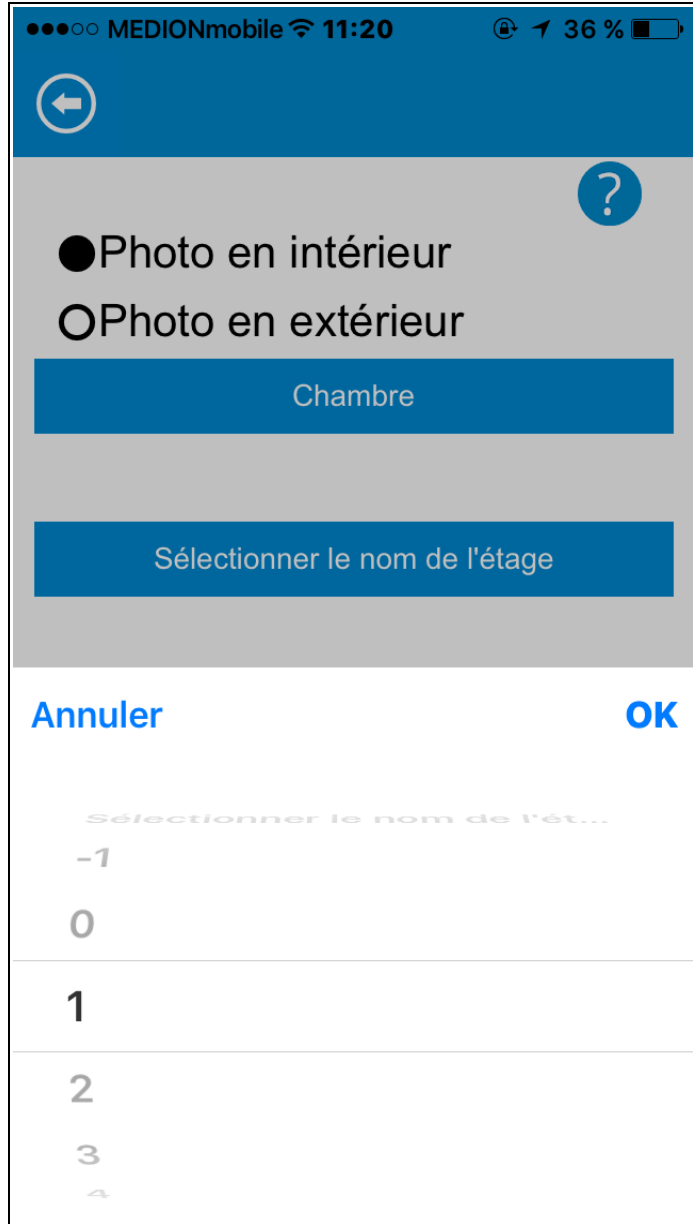 MEDIONmobile 11:20 36 %
?
Photo en intérieur
Photo en extérieur
Chambre
Sélectionner le nom de l'étage
Annuler OK
Sélectionner le nom de l'ét...
-1
0
1
2
3
4